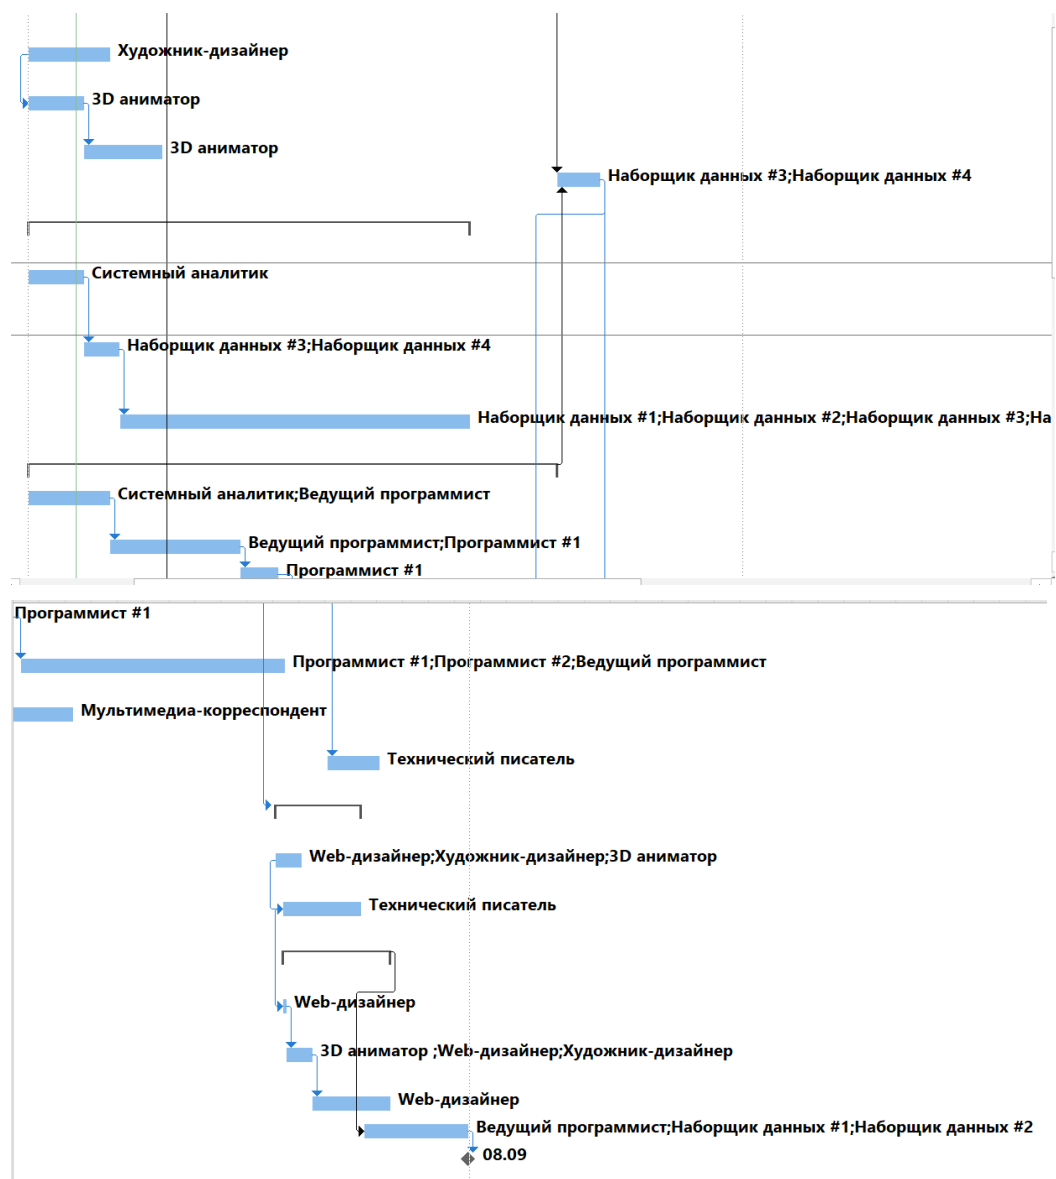 Художник-дизайнер
3D аниматор
3D аниматор
Наборщик данных #3;Наборщик данных #4
Системный аналитик
Наборщик данных #3;Наборщик данных #4
Наборщик данных #1;Наборщик данных #2;Наборщик данных #3;На
Системный аналитик;Ведущий программист
Ведущий программист;Программист #1
Программист #1
Программист #1
Программист #1;Программист #2;Ведущий программист
Мультимедиа-корреспондент
Технический писатель
Web-дизайнер;Художник-дизайнер;3D аниматор
Технический писатель
Web-дизайнер
3D аниматор ;Web-дизайнер;Художник-дизайнер
Web-дизайнер
Ведущий программист;Наборщик данных #1;Наборщик данных #2
08.09